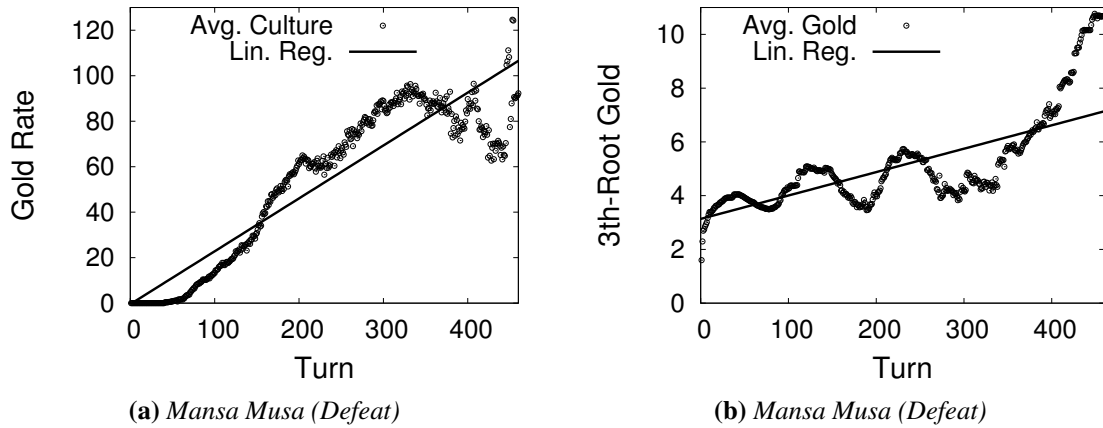 Avg. Culture
Lin. Reg.
Gold Rate
120
100
80
60
40
20
0
0 100 200 300 400
Turn
(a) Mansa Musa (Defeat)
Avg. Gold
Lin. Reg.
3th-Root Gold
10
8
6
4
2
0
0 100 200 300 400
Turn
(b) Mansa Musa (Defeat)